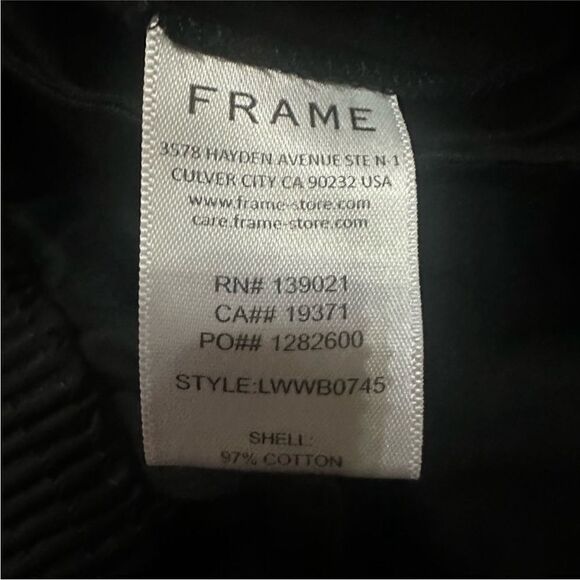 FRAME
3578 HAYDEN AVENUE STE N-1
CULVER CITY CA 90232 USA
www.frame-store.com
care.frame-store.com
RN# 139021
CA## 19371
PO## 1282600
STYLE:LWWB0745
SHELL:
97% COTTON